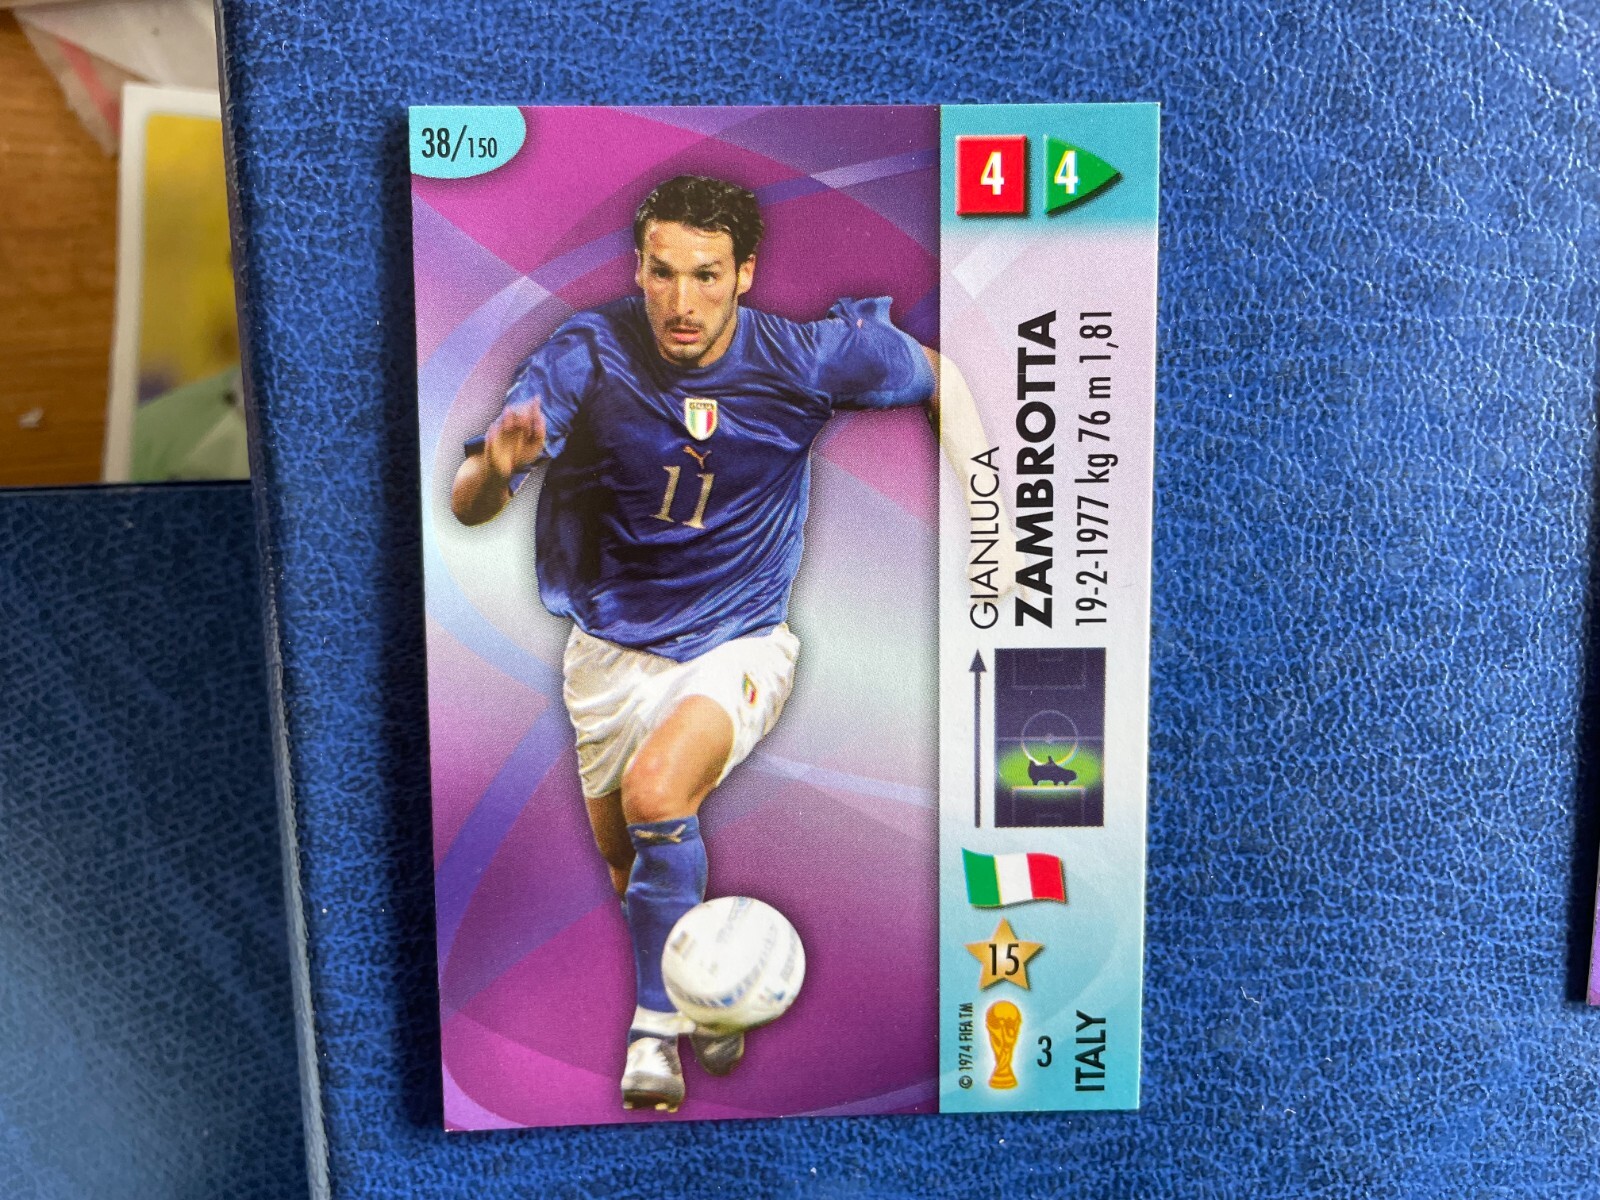 38/150
4 4
GIANLUCA
ZAMBROTTA
19-2-1977 kg 76 m 1,81
11
15
3
ITALY
© 1974 FIFA TM